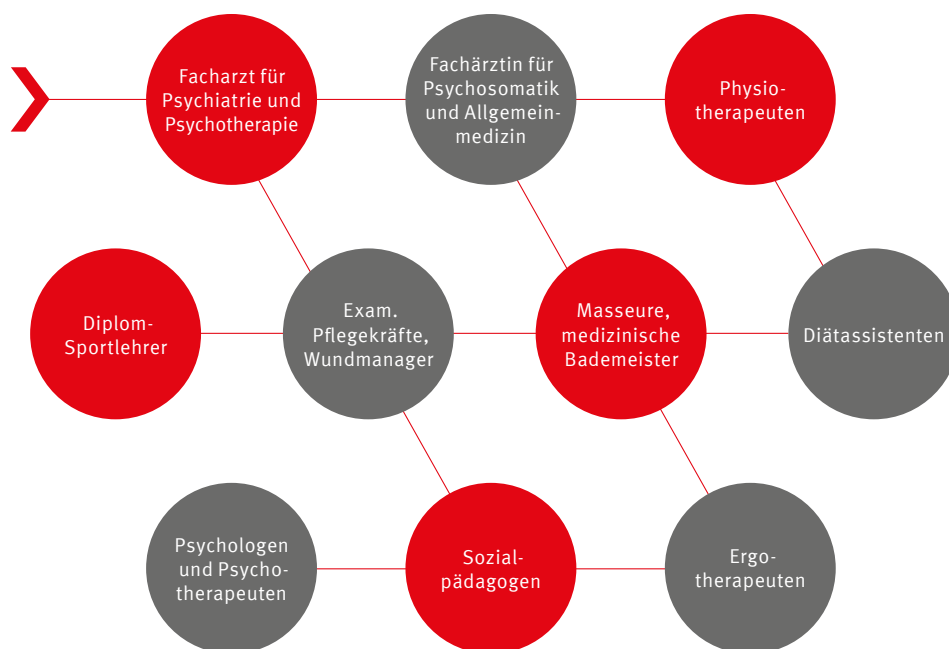 Facharzt für
Psychiatrie und
Psychotherapie
Fachärztin für
Psychosomatik
und Allgemein-
medizin
Physio-
therapeuten
Diplom-
Sportlehrer
Exam.
Pflegekräfte,
Wundmanager
Masseure,
medizinische
Bademeister
Diätassistenten
Psychologen
und Psycho-
therapeuten
Sozial-
pädagogen
Ergo-
therapeuten